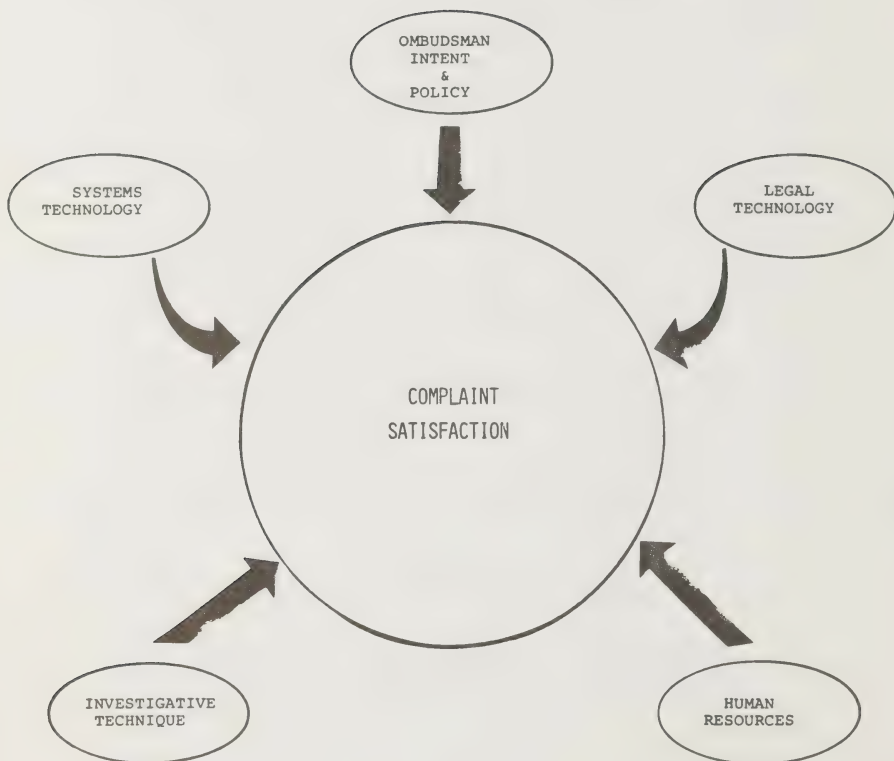 OMBUDSMAN
INTENT
&
POLICY
SYSTEMS
TECHNOLOGY
LEGAL
TECHNOLOGY
COMPLAINT
SATISFACTION
INVESTIGATIVE
TECHNIQUE
HUMAN
RESOURCES